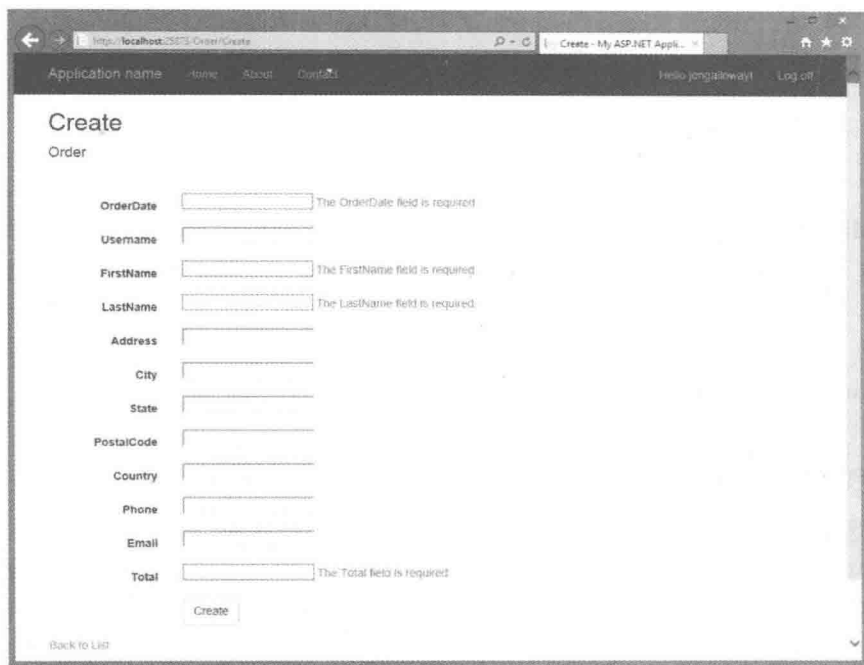 localhost:25875/Order/Create
Create - My ASP.NET Appli...
Application name Home About Contact Hello jongalloway! Log off
Create
Order
OrderDate The OrderDate field is required.
Username
FirstName The FirstName field is required.
LastName The LastName field is required.
Address
City
State
PostalCode
Country
Phone
Email
Total The Total field is required.
Create
Back to List